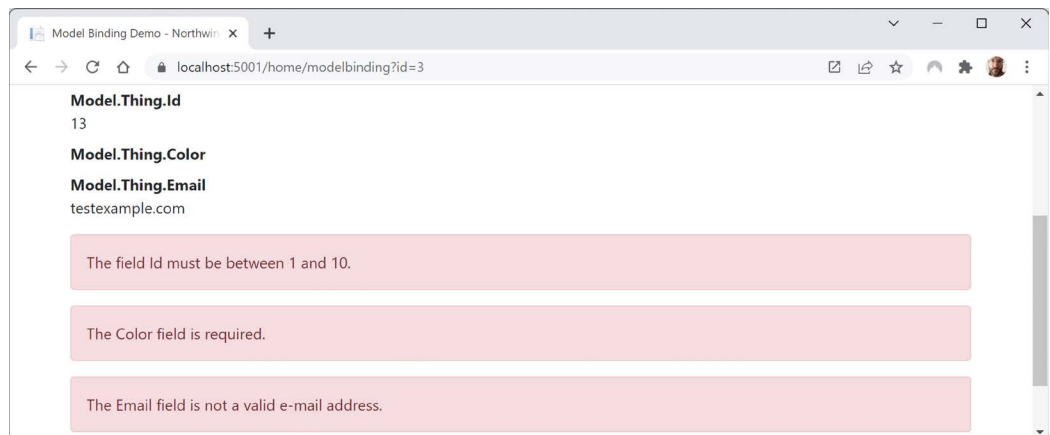 Model Binding Demo - Northwin
localhost:5001/home/modelbinding?id=3
Model.Thing.Id
13
Model.Thing.Color
Model.Thing.Email
testexample.com
The field Id must be between 1 and 10.
The Color field is required.
The Email field is not a valid e-mail address.